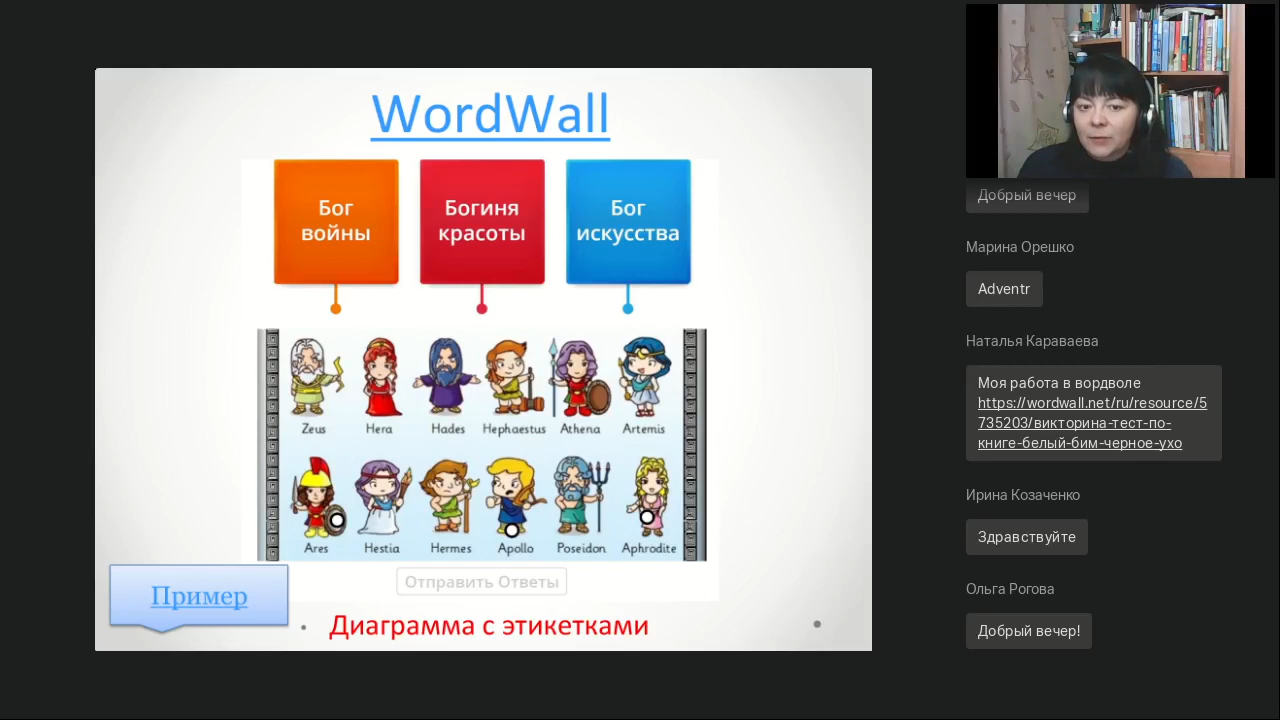 WordWall
Бог
войны
Богиня
красоты
Бог
искусства
Zeus Hera Hades Hephaestus Athena Artemis
Ares Hestia Hermes Apollo Poseidon Aphrodite
Отправить Ответы
Пример
Диаграмма с этикетками
Добрый вечер
Марина Орешко
Adventr
Наталья Караваева
Моя работа в вордволе
https://wordwall.net/ru/resource/5
735203/викторина-тест-по-
книге-белый-бим-черное-ухо
Ирина Козаченко
Здравствуйте
Ольга Рогова
Добрый вечер!